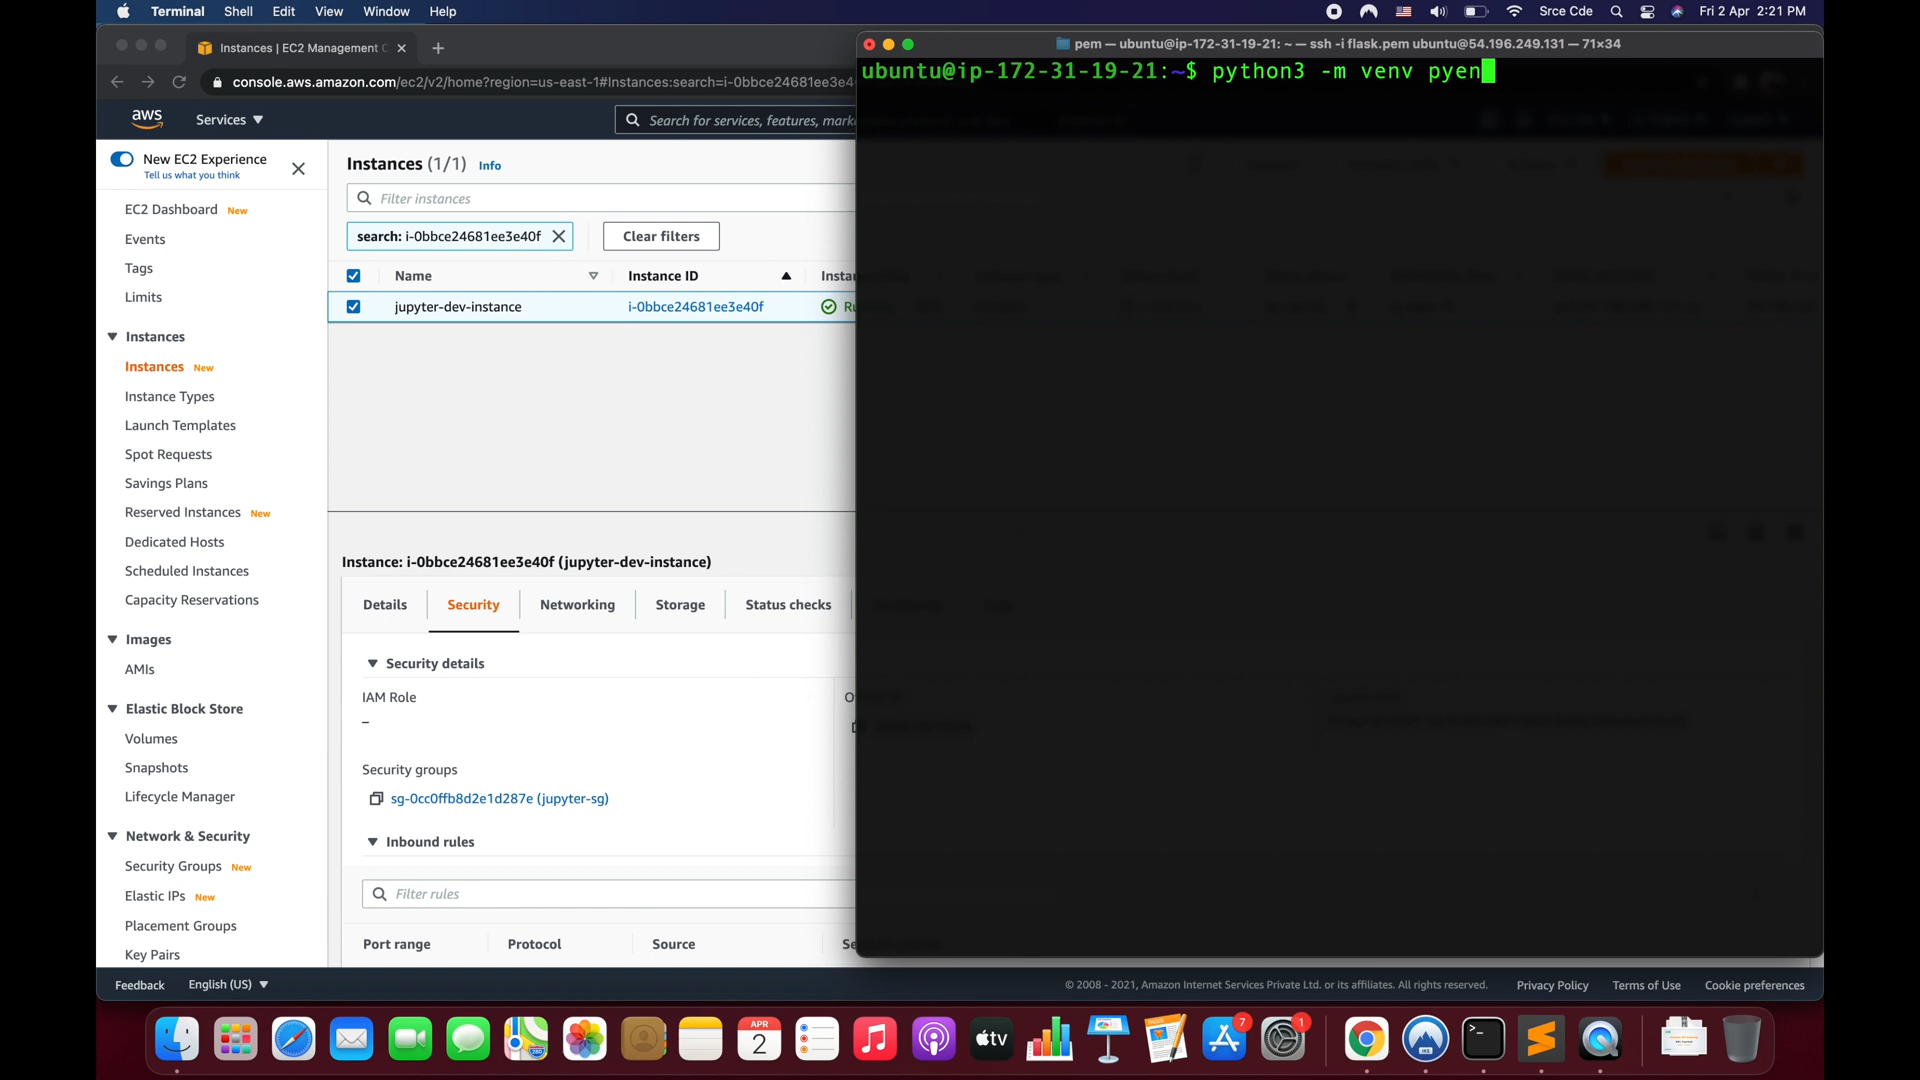 Terminal Shell Edit View Window Help
Srce Cde Fri 2 Apr 2:21 PM
Instances | EC2 Management C
console.aws.amazon.com/ec2/v2/home?region=us-east-1#Instances:search=i-0bbce24681ee3e4
pem — ubuntu@ip-172-31-19-21: ~ — ssh -i flask.pem ubuntu@54.196.249.131 — 71×34
ubuntu@ip-172-31-19-21:~$ python3 -m venv pyen
aws Services
Search for services, features, mark
New EC2 Experience
Tell us what you think
EC2 Dashboard New
Events
Tags
Limits
Instances
Instances New
Instance Types
Launch Templates
Spot Requests
Savings Plans
Reserved Instances New
Dedicated Hosts
Scheduled Instances
Capacity Reservations
Images
AMIs
Elastic Block Store
Volumes
Snapshots
Lifecycle Manager
Network & Security
Security Groups New
Elastic IPs New
Placement Groups
Key Pairs
Instances (1/1) Info
Filter instances
search: i-0bbce24681ee3e40f
Clear filters
Name Instance ID Insta
jupyter-dev-instance i-0bbce24681ee3e40f Ru
Instance: i-0bbce24681ee3e40f (jupyter-dev-instance)
Details Security Networking Storage Status checks
Security details
IAM Role
–
Security groups
sg-0cc0ffb8d2e1d287e (jupyter-sg)
Inbound rules
Filter rules
Port range Protocol Source Se
Feedback English (US)
© 2008 - 2021, Amazon Internet Services Private Ltd. or its affiliates. All rights reserved. Privacy Policy Terms of Use Cookie preferences
APR
2
280
tv
7
1